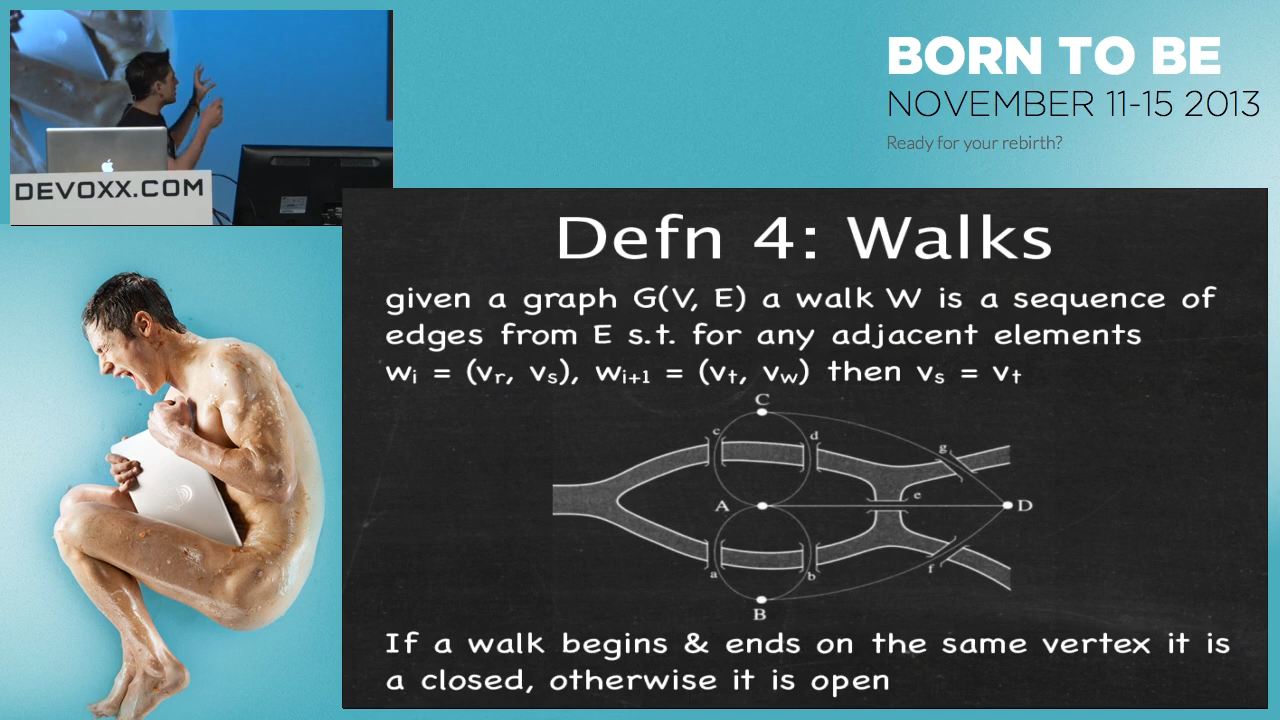 DEVOXX.COM
BORN TO BE
NOVEMBER 11-15 2013
Ready for your rebirth?
Defn 4: Walks
given a graph G(V, E) a walk W is a sequence of
edges from E s.t. for any adjacent elements
wi = (vr, vs), wi+1 = (vt, vw) then vs = vt
C
c
d
g
A
e
D
a
b
f
B
If a walk begins & ends on the same vertex it is
a closed, otherwise it is open